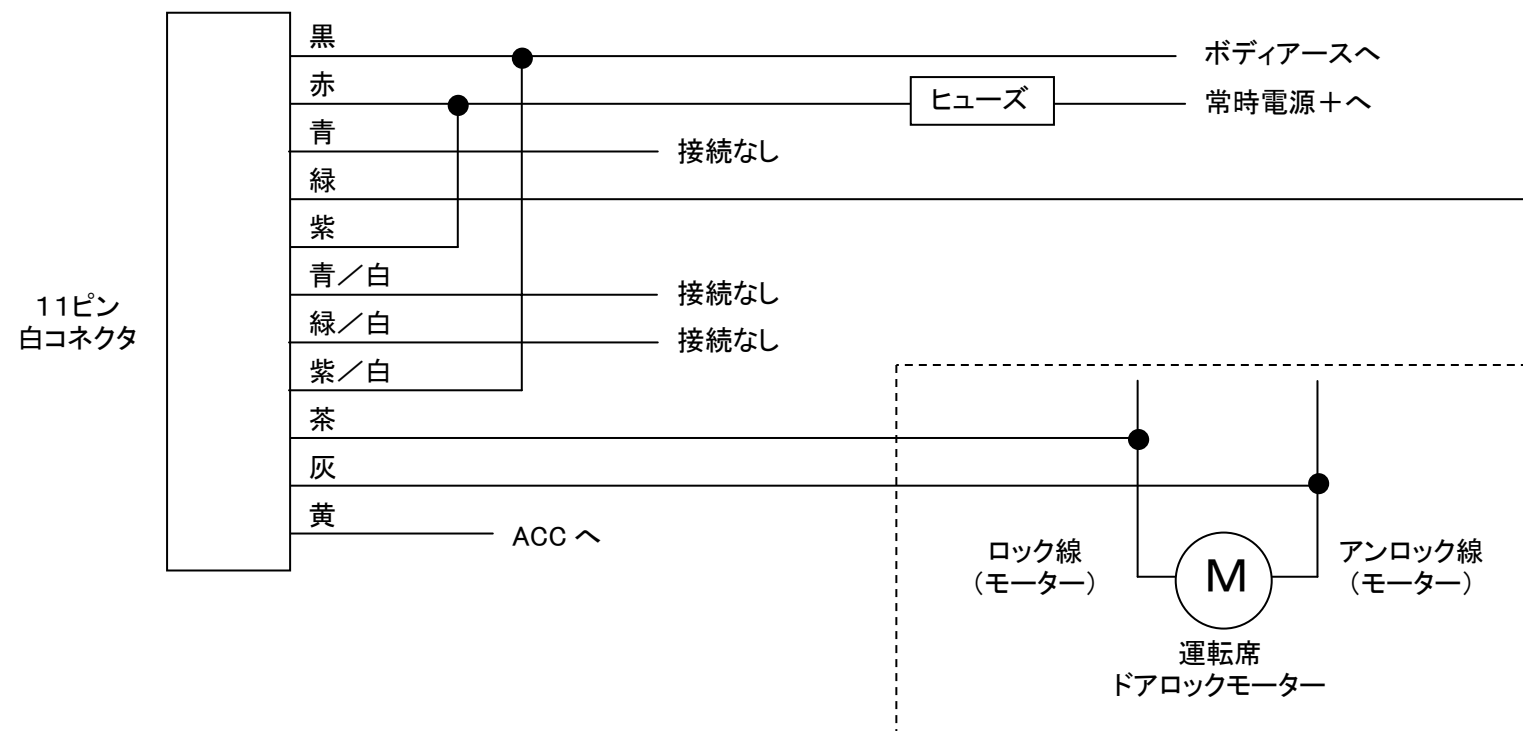 黒
ボディアースへ
赤
ヒューズ
常時電源＋へ
青
接続なし
緑
紫
青／白
接続なし
緑／白
接続なし
紫／白
11ピン
白コネクタ
茶
灰
黄
ACC へ
ロック線
（モーター）
M
アンロック線
（モーター）
運転席
ドアロックモーター